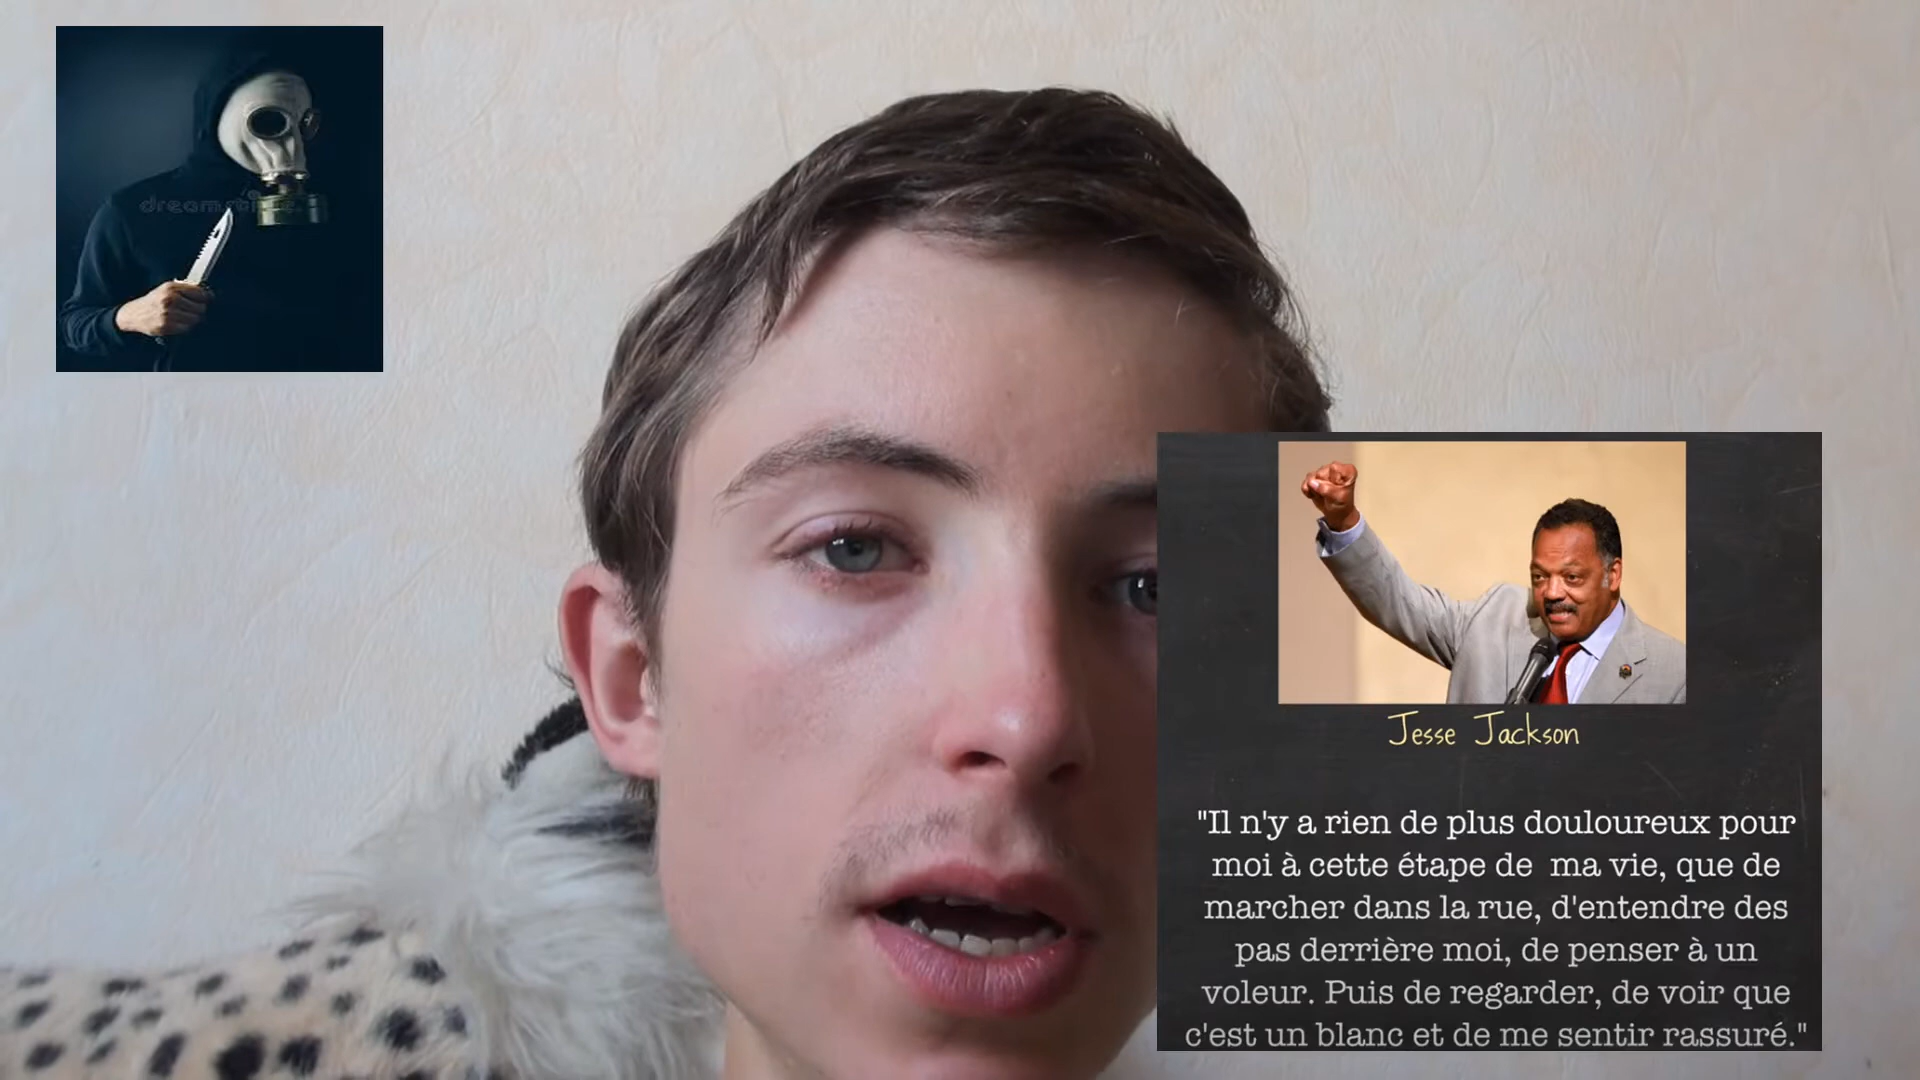 dreamstime.
Jesse Jackson
"Il n'y a rien de plus douloureux pour
moi à cette étape de ma vie, que de
marcher dans la rue, d'entendre des
pas derrière moi, de penser à un
voleur. Puis de regarder, de voir que
c'est un blanc et de me sentir rassuré."